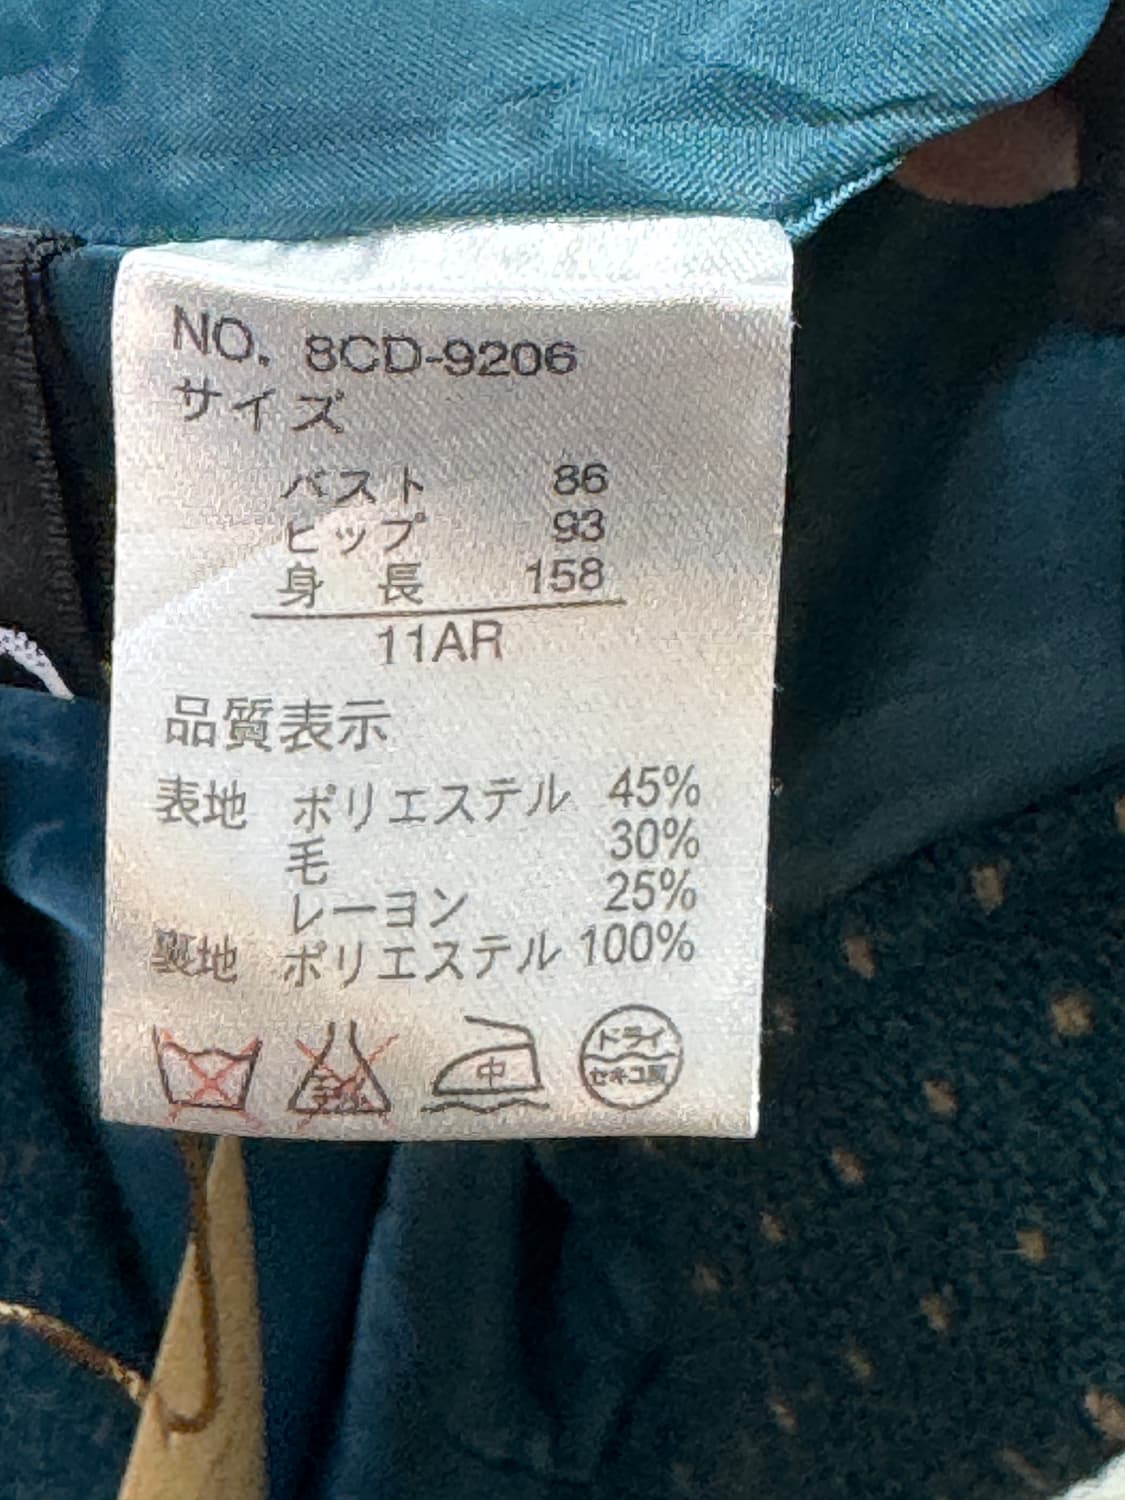 NO. 8CD-9206
サイズ
バスト 86
ヒップ 93
身 長 158
11AR
品質表示
表地 ポリエステル 45%
毛 30%
レーヨン 25%
裏地 ポリエステル 100%
中 ドライ
セキユ系